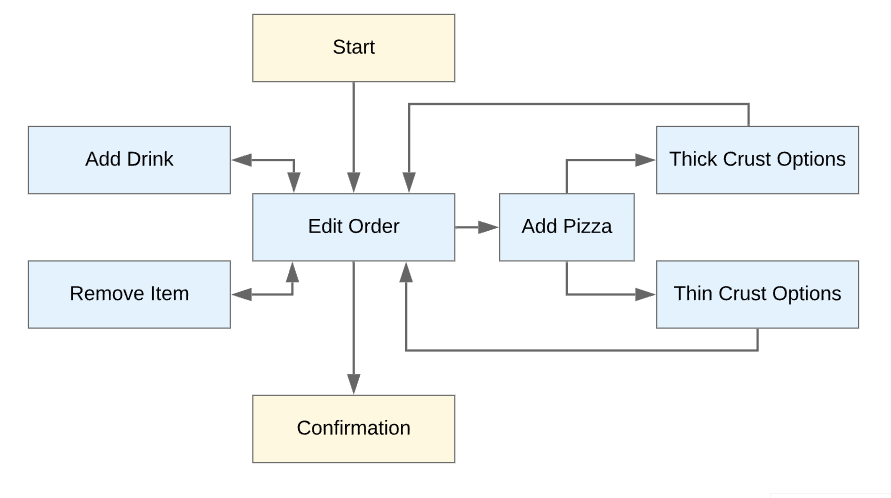 Start
Add Drink
Thick Crust Options
Edit Order
Add Pizza
Remove Item
Thin Crust Options
Confirmation